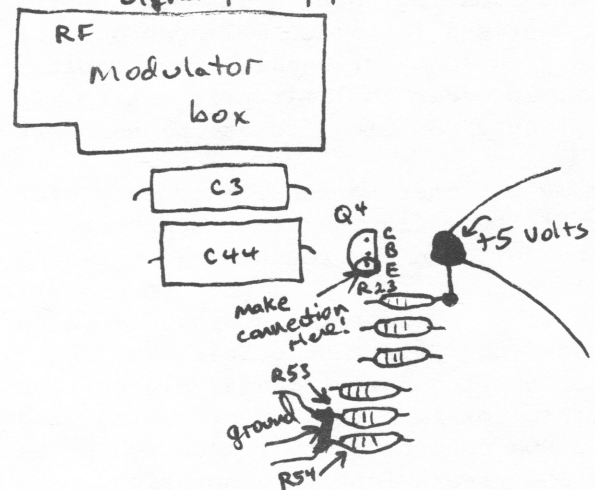 RF
Modulator
box
C3
C44
Q4
C
B
E
+5 volts
R23
make
connection
Here!
R53
ground
R54